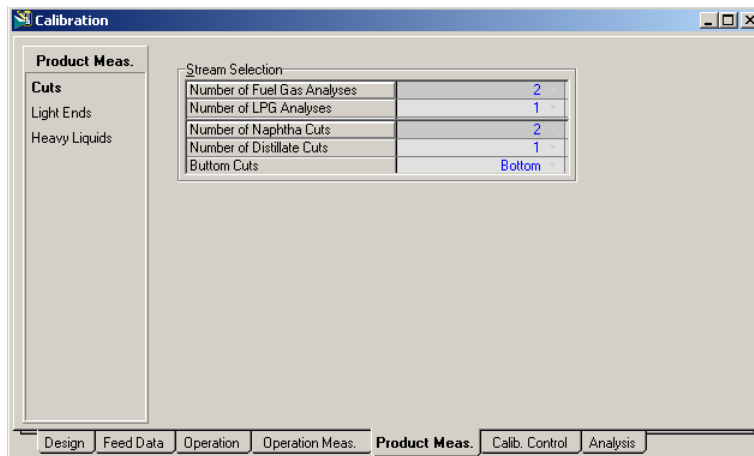 Calibration
Product Meas.
Cuts
Light Ends
Heavy Liquids
Stream Selection
Number of Fuel Gas Analyses 2
Number of LPG Analyses 1
Number of Naphtha Cuts 2
Number of Distillate Cuts 1
Buttom Cuts Bottom
Design Feed Data Operation Operation Meas. Product Meas. Calib. Control Analysis